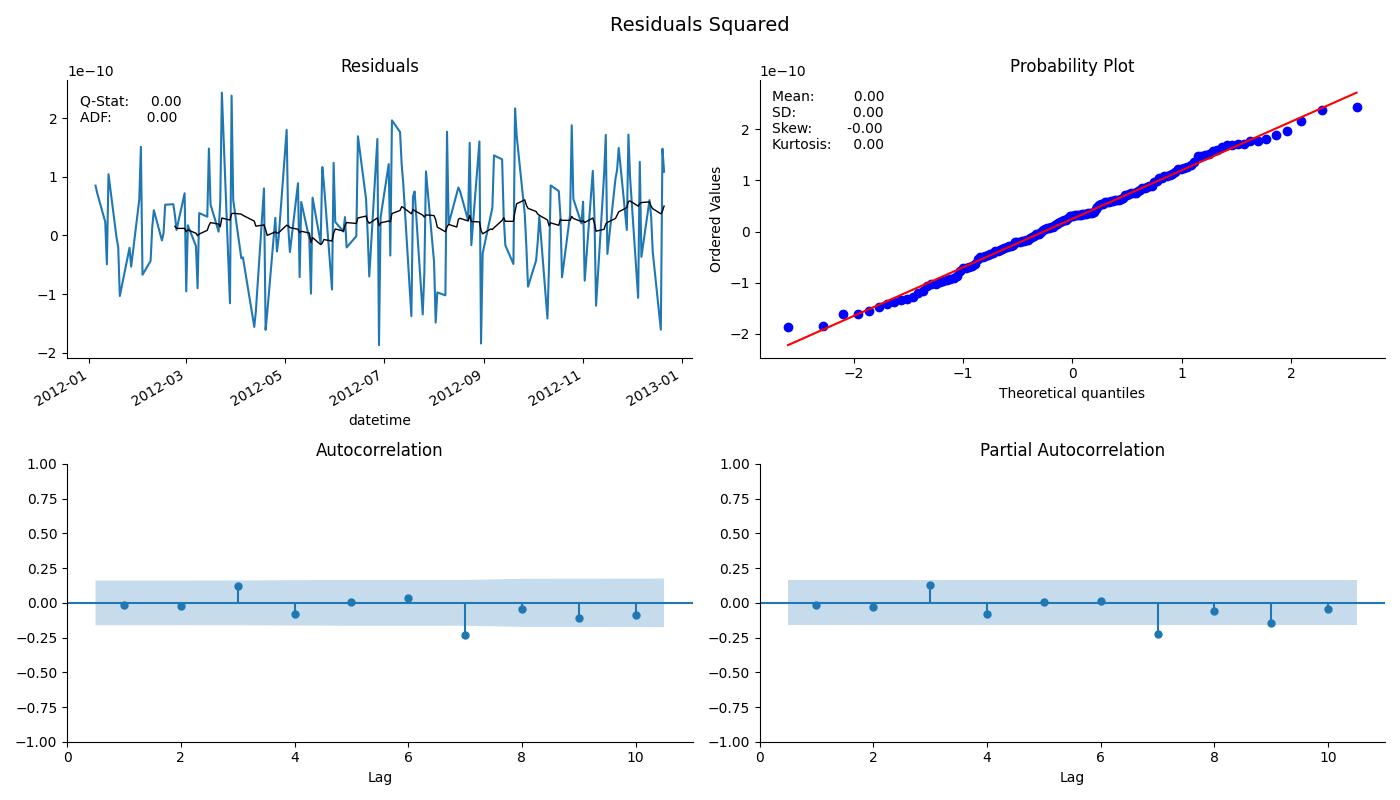 Residuals Squared
Residuals
1e−10
Q-Stat: 0.00
ADF: 0.00
2
1
0
−1
−2
2012-01
2012-03
2012-05
2012-07
2012-09
2012-11
2013-01
datetime
Probability Plot
1e−10
Mean: 0.00
SD: 0.00
Skew: -0.00
Kurtosis: 0.00
Ordered Values
2
1
0
−1
−2
−2
−1
0
1
2
Theoretical quantiles
Autocorrelation
1.00
0.75
0.50
0.25
0.00
−0.25
−0.50
−0.75
−1.00
0
2
4
6
8
10
Lag
Partial Autocorrelation
1.00
0.75
0.50
0.25
0.00
−0.25
−0.50
−0.75
−1.00
0
2
4
6
8
10
Lag